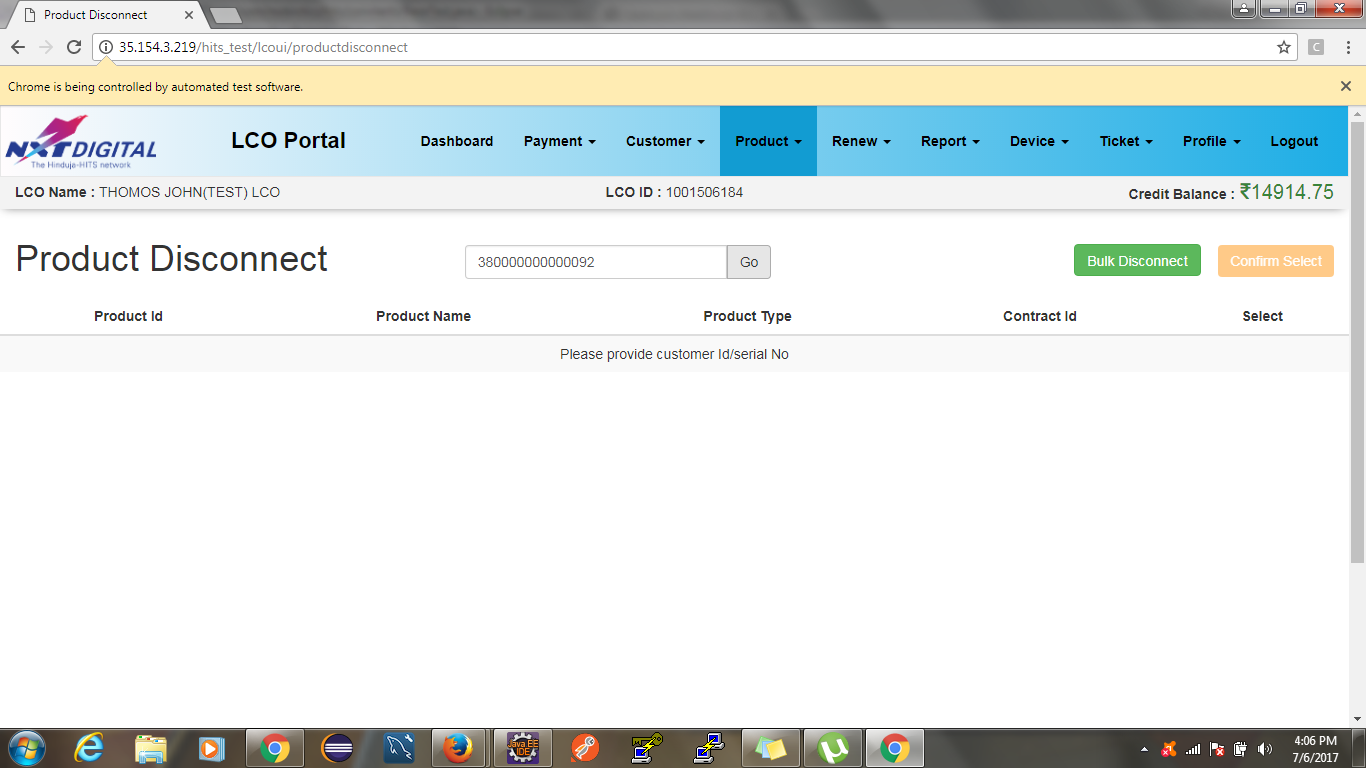 Product Disconnect
35.154.3.219/hits_test/lcoui/productdisconnect
C
Chrome is being controlled by automated test software.
NXTDIGITAL
The Hinduja-HITS network
LCO Portal
Dashboard Payment Customer Product Renew Report Device Ticket Profile Logout
LCO Name : THOMOS JOHN(TEST) LCO LCO ID : 1001506184 Credit Balance : ₹14914.75
Product Disconnect 380000000000092 Go Bulk Disconnect Confirm Select
Product Id Product Name Product Type Contract Id Select
Please provide customer Id/serial No
Java EE
IDE
4:06 PM
7/6/2017